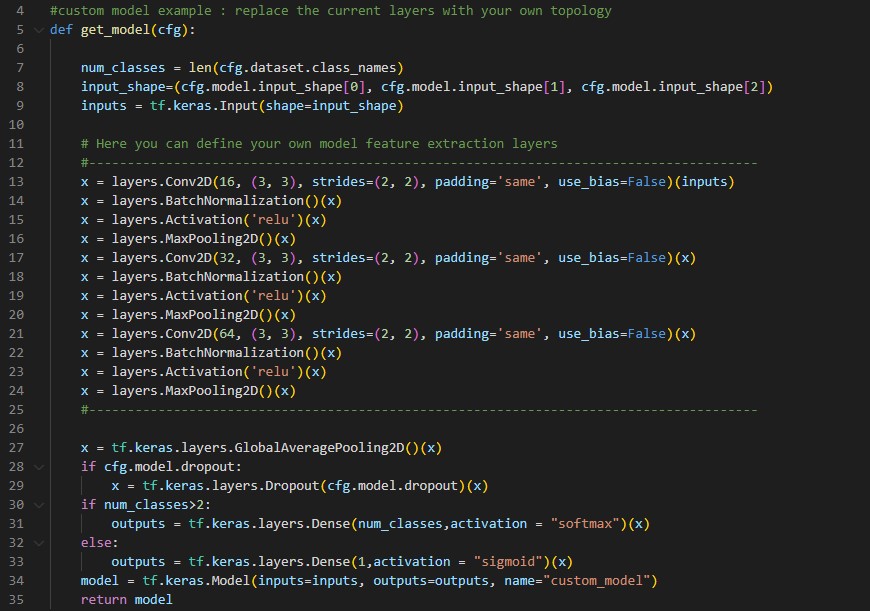 4 #custom model example : replace the current layers with your own topology
5 def get_model(cfg):
6
7     num_classes = len(cfg.dataset.class_names)
8     input_shape=(cfg.model.input_shape[0], cfg.model.input_shape[1], cfg.model.input_shape[2])
9     inputs = tf.keras.Input(shape=input_shape)
10
11     # Here you can define your own model feature extraction layers
12     #---------------------------------------------------------------------------------------
13     x = layers.Conv2D(16, (3, 3), strides=(2, 2), padding='same', use_bias=False)(inputs)
14     x = layers.BatchNormalization()(x)
15     x = layers.Activation('relu')(x)
16     x = layers.MaxPooling2D()(x)
17     x = layers.Conv2D(32, (3, 3), strides=(2, 2), padding='same', use_bias=False)(x)
18     x = layers.BatchNormalization()(x)
19     x = layers.Activation('relu')(x)
20     x = layers.MaxPooling2D()(x)
21     x = layers.Conv2D(64, (3, 3), strides=(2, 2), padding='same', use_bias=False)(x)
22     x = layers.BatchNormalization()(x)
23     x = layers.Activation('relu')(x)
24     x = layers.MaxPooling2D()(x)
25     #---------------------------------------------------------------------------------------
26
27     x = tf.keras.layers.GlobalAveragePooling2D()(x)
28     if cfg.model.dropout:
29         x = tf.keras.layers.Dropout(cfg.model.dropout)(x)
30     if num_classes>2:
31         outputs = tf.keras.layers.Dense(num_classes,activation = "softmax")(x)
32     else:
33         outputs = tf.keras.layers.Dense(1,activation = "sigmoid")(x)
34     model = tf.keras.Model(inputs=inputs, outputs=outputs, name="custom_model")
35     return model